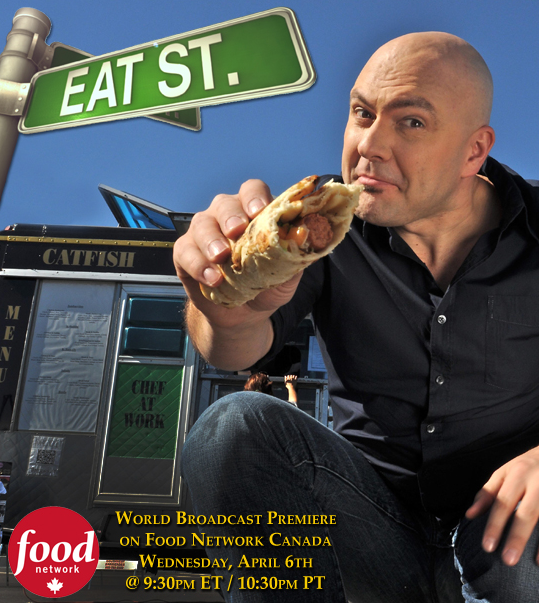 EAT ST.
CATFISH
MENU
CHEF
AT
WORK
food
network
World Broadcast Premiere
on Food Network Canada
Wednesday, April 6th
@ 9:30pm ET / 10:30pm PT